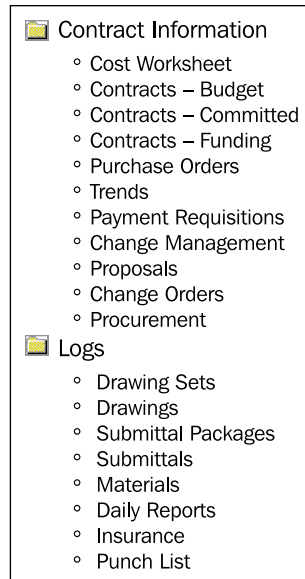 Contract Information
° Cost Worksheet
° Contracts – Budget
° Contracts – Committed
° Contracts – Funding
° Purchase Orders
° Trends
° Payment Requisitions
° Change Management
° Proposals
° Change Orders
° Procurement
Logs
° Drawing Sets
° Drawings
° Submittal Packages
° Submittals
° Materials
° Daily Reports
° Insurance
° Punch List